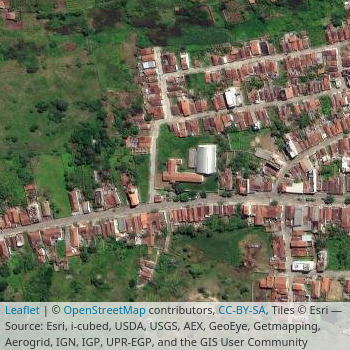 Leaflet | © OpenStreetMap contributors, CC-BY-SA, Tiles © Esri —
Source: Esri, i-cubed, USDA, USGS, AEX, GeoEye, Getmapping,
Aerogrid, IGN, IGP, UPR-EGP, and the GIS User Community